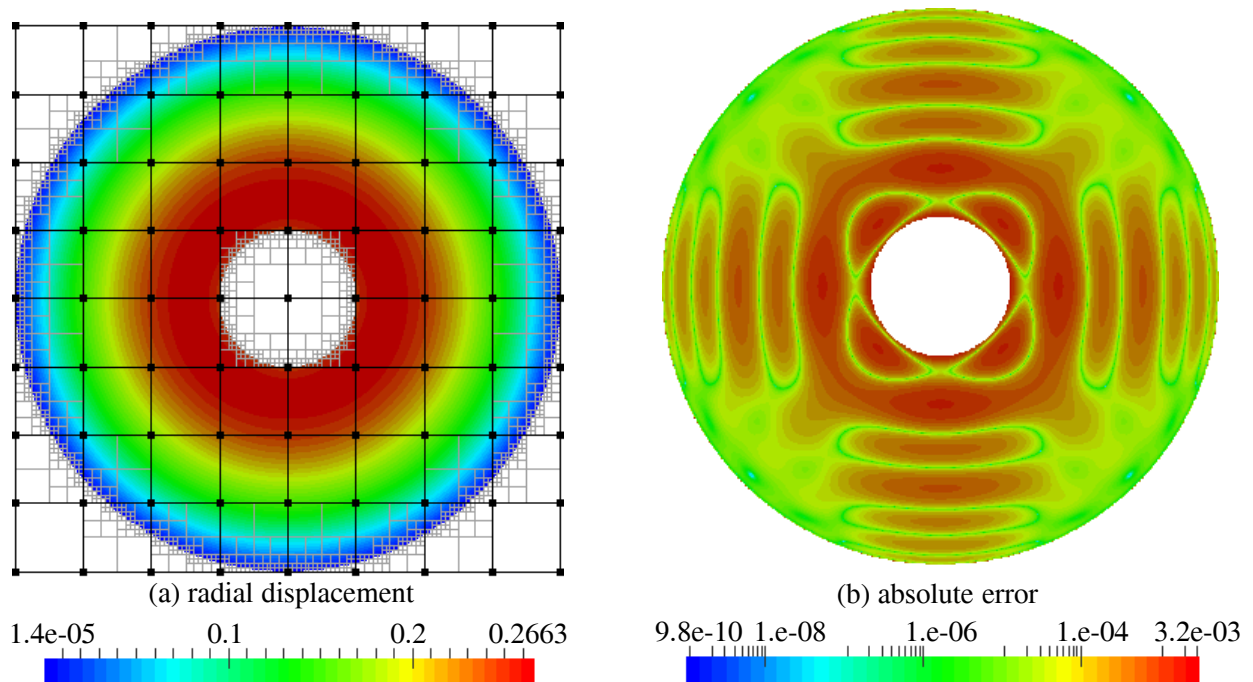 (a) radial displacement
(b) absolute error
1.4e-05 0.1 0.2 0.2663
9.8e-10 1.e-08 1.e-06 1.e-04 3.2e-03